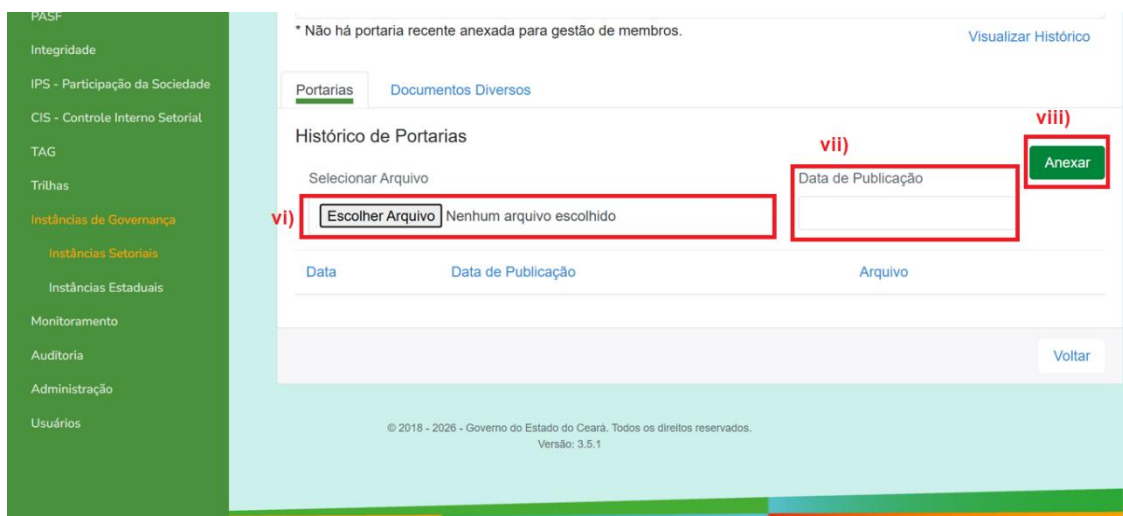 PASF
Integridade
IPS - Participação da Sociedade
CIS - Controle Interno Setorial
TAG
Trilhas
Instâncias de Governança
Instâncias Setoriais
Instâncias Estaduais
Monitoramento
Auditoria
Administração
Usuários
* Não há portaria recente anexada para gestão de membros.
Visualizar Histórico
Portarias Documentos Diversos
Histórico de Portarias
vii)
viii)
Anexar
Selecionar Arquivo
Data de Publicação
vi) Escolher Arquivo Nenhum arquivo escolhido
Data Data de Publicação Arquivo
Voltar
© 2018 - 2026 - Governo do Estado do Ceará. Todos os direitos reservados.
Versão: 3.5.1